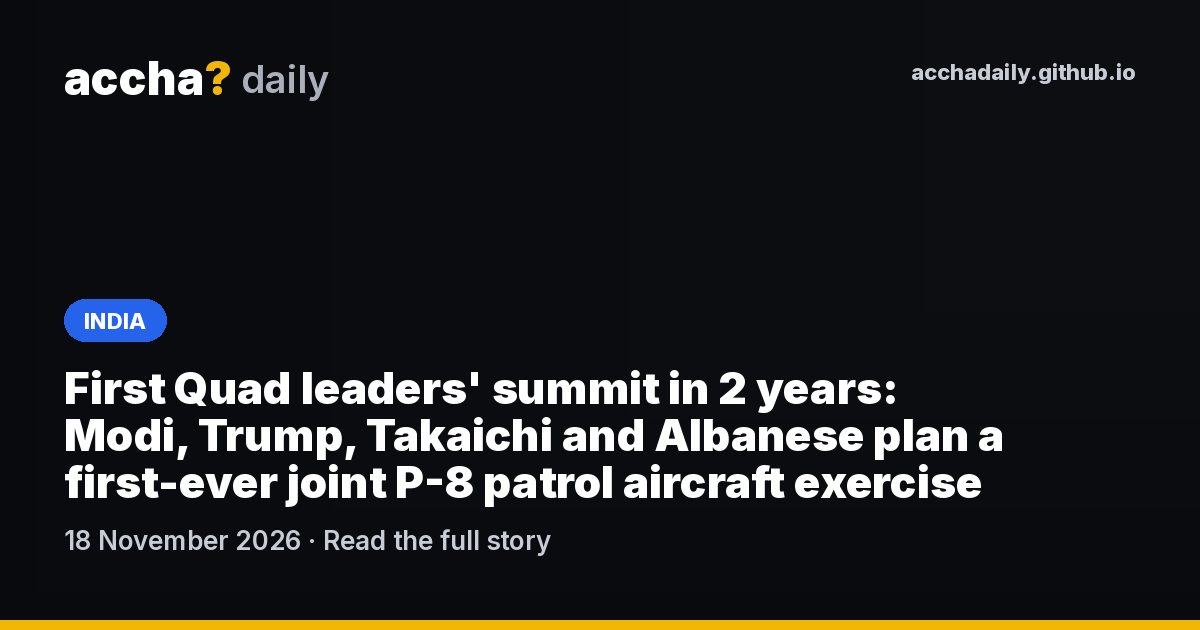 accha? daily
acchadaily.github.io
INDIA
First Quad leaders' summit in 2 years:
Modi, Trump, Takaichi and Albanese plan a
first-ever joint P-8 patrol aircraft exercise
18 November 2026 · Read the full story